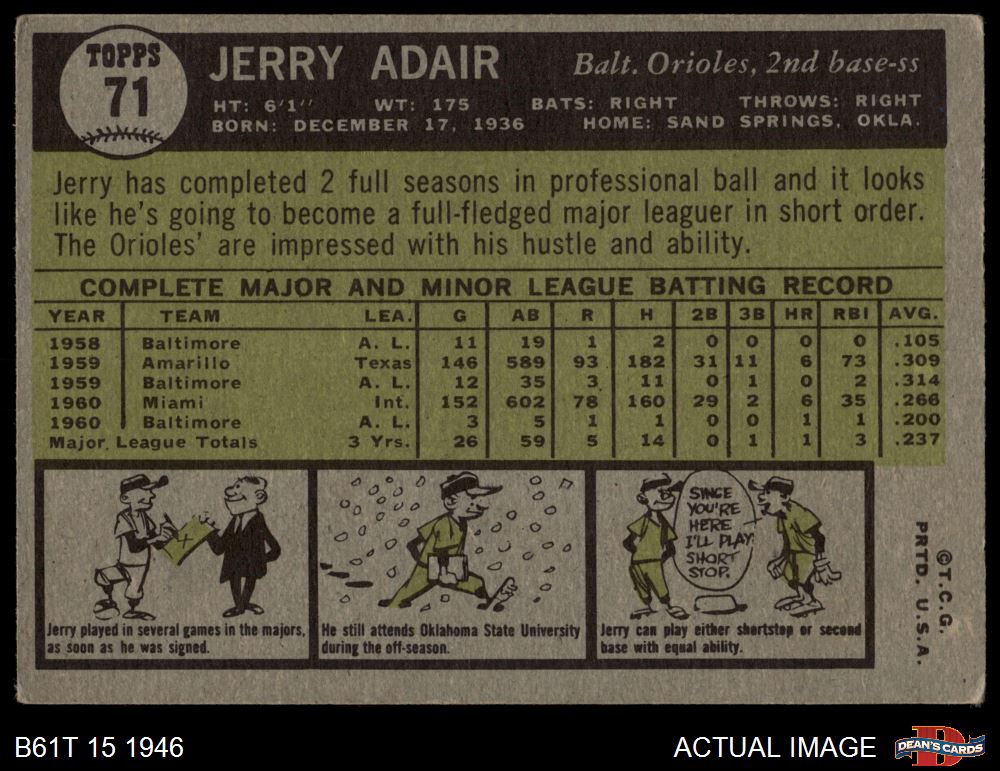 TOPPS
71
JERRY ADAIR
Balt. Orioles, 2nd base-ss
HT: 6'1" WT: 175 BATS: RIGHT THROWS: RIGHT
BORN: DECEMBER 17, 1936 HOME: SAND SPRINGS, OKLA.
Jerry has completed 2 full seasons in professional ball and it looks
like he's going to become a full-fledged major leaguer in short order.
The Orioles' are impressed with his hustle and ability.
COMPLETE MAJOR AND MINOR LEAGUE BATTING RECORD
YEAR TEAM LEA. G AB R H 2B 3B HR RBI AVG.
1958 Baltimore A. L. 11 19 1 2 0 0 0 0 .105
1959 Amarillo Texas 146 589 93 182 31 11 6 73 .309
1959 Baltimore A. L. 12 35 3 11 0 1 0 2 .314
1960 Miami Int. 152 602 78 160 29 2 6 35 .266
1960 Baltimore A. L. 3 5 1 1 0 0 1 1 .200
Major League Totals 3 Yrs. 26 59 5 14 0 1 1 3 .237
X
Jerry played in several games in the majors,
as soon as he was signed.
He still attends Oklahoma State University
during the off-season.
SINCE
YOU'RE
HERE
I'LL PLAY
SHORT
STOP.
Jerry can play either shortstop or second
base with equal ability.
©T.C.G.
PRTD. U.S.A.
B61T 15 1946
ACTUAL IMAGE
DEAN'S CARDS